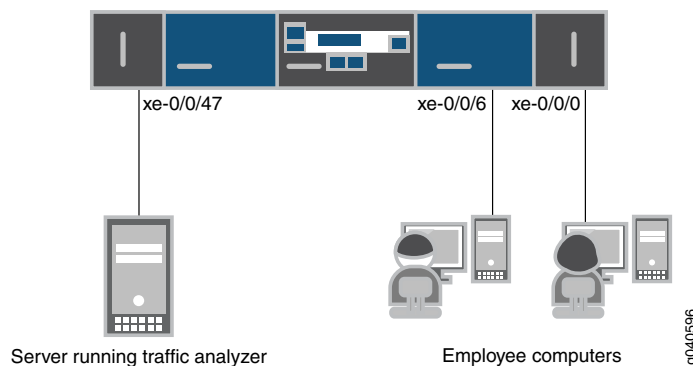 xe-0/0/47
xe-0/0/6
xe-0/0/0
Server running traffic analyzer
Employee computers
g040596